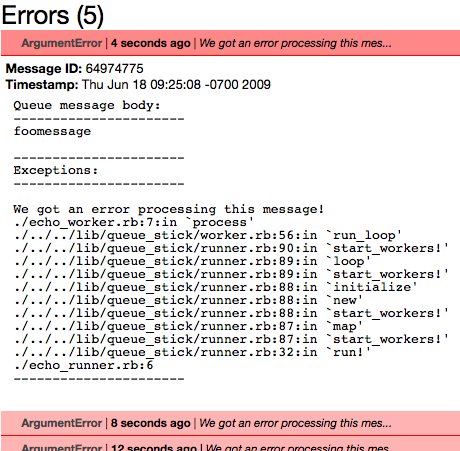 Errors (5)
ArgumentError | 4 seconds ago | We got an error processing this mes...
Message ID: 64974775
Timestamp: Thu Jun 18 09:25:08 -0700 2009
Queue message body:
----------------------
foomessage
----------------------
Exceptions:
----------------------
We got an error processing this message!
./echo_worker.rb:7:in `process'
./../../lib/queue_stick/worker.rb:56:in `run_loop'
./../../lib/queue_stick/runner.rb:90:in `start_workers!'
./../../lib/queue_stick/runner.rb:89:in `loop'
./../../lib/queue_stick/runner.rb:89:in `start_workers!'
./../../lib/queue_stick/runner.rb:88:in `initialize'
./../../lib/queue_stick/runner.rb:88:in `new'
./../../lib/queue_stick/runner.rb:88:in `start_workers!'
./../../lib/queue_stick/runner.rb:87:in `map'
./../../lib/queue_stick/runner.rb:87:in `start_workers!'
./../../lib/queue_stick/runner.rb:32:in `run!'
./echo_runner.rb:6
----------------------
ArgumentError | 8 seconds ago | We got an error processing this mes...
ArgumentError | 12 seconds ago | We got an error processing this mes...